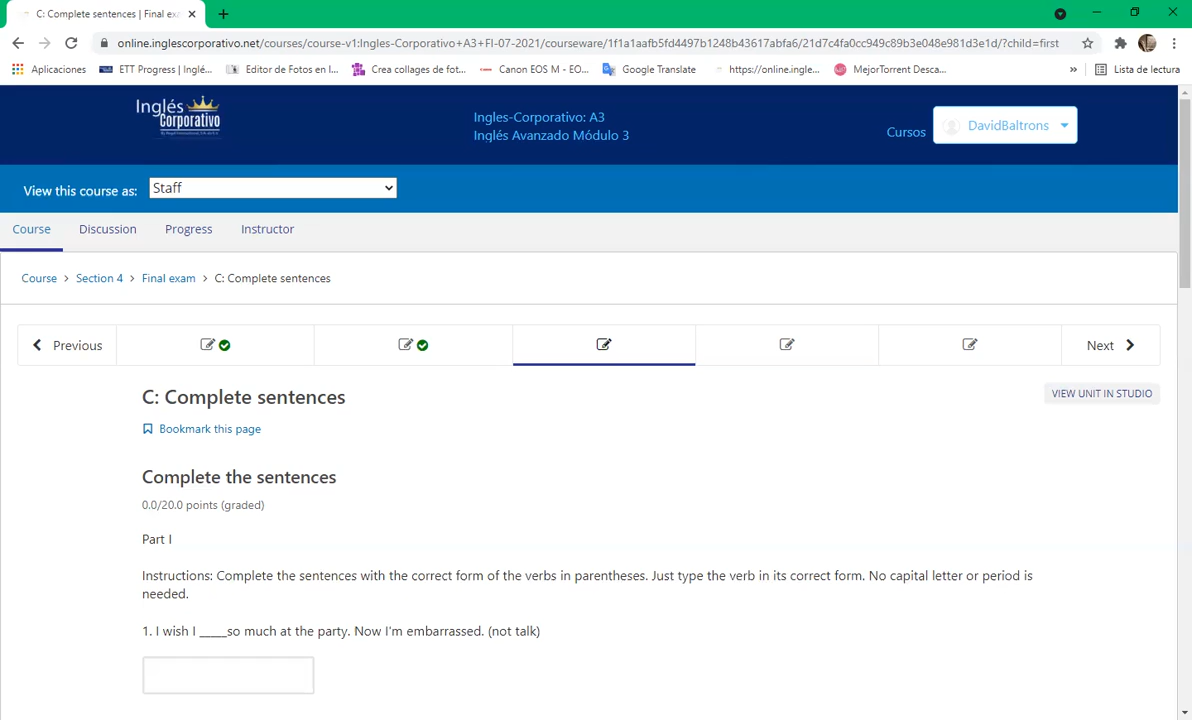 C: Complete sentences | Final ex
online.inglescorporativo.net/courses/course-v1:Ingles-Corporativo+A3+FI-07-2021/courseware/1f1a1aafb5fd4497b1248b43617abfa6/21d7c4fa0cc949c89b3e048e981d3e1d/?child=first
Aplicaciones ETT Progress | Inglé... Editor de Fotos en l... Crea collages de fot... Canon EOS M - EO... Google Translate https://online.ingle... MejorTorrent Desca... » Lista de lectura
Inglés
Corporativo
Ingles-Corporativo: A3
Inglés Avanzado Módulo 3
Cursos
DavidBaltrons
View this course as: Staff
Course Discussion Progress Instructor
Course > Section 4 > Final exam > C: Complete sentences
Previous Next
C: Complete sentences
VIEW UNIT IN STUDIO
Bookmark this page
Complete the sentences
0.0/20.0 points (graded)
Part I
Instructions: Complete the sentences with the correct form of the verbs in parentheses. Just type the verb in its correct form. No capital letter or period is
needed.
1. I wish I _____so much at the party. Now I'm embarrassed. (not talk)